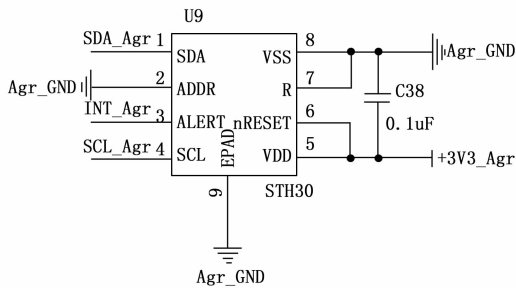 U9
SDA_Agr 1 SDA VSS 8 Agr_GND
Agr_GND 2 ADDR R 7 C38
INT_Agr 3 ALERT nRESET 6 0.1uF
SCL_Agr 4 SCL EPAD VDD 5 +3V3_Agr
9 STH30
Agr_GND